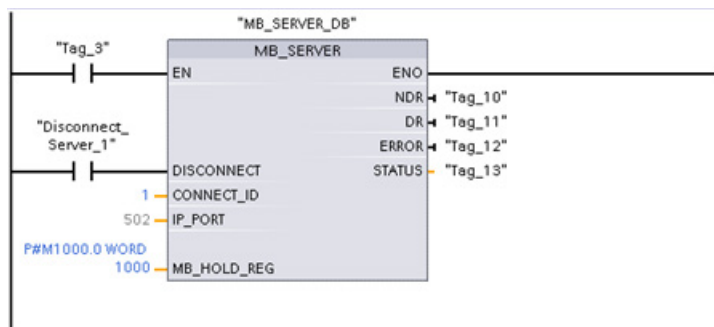 "MB_SERVER_DB"
"Tag_3"
MB_SERVER
EN
ENO
NDR
"Tag_10"
"Disconnect_
Server_1"
DR
"Tag_11"
ERROR
"Tag_12"
DISCONNECT
STATUS
"Tag_13"
1
CONNECT_ID
502
IP_PORT
P#M1000.0 WORD
1000
MB_HOLD_REG